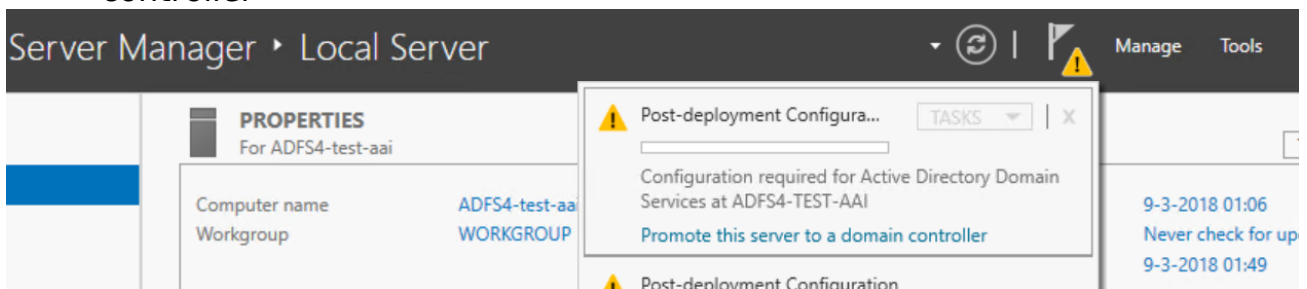 controller
Server Manager ‣ Local Server
Manage Tools
PROPERTIES
For ADFS4-test-aai
Post-deployment Configura...
TASKS
X
Configuration required for Active Directory Domain
Services at ADFS4-TEST-AAI
Promote this server to a domain controller
Computer name ADFS4-test-aai
Workgroup WORKGROUP
9-3-2018 01:06
Never check for up
9-3-2018 01:49
Post-deployment Configuration